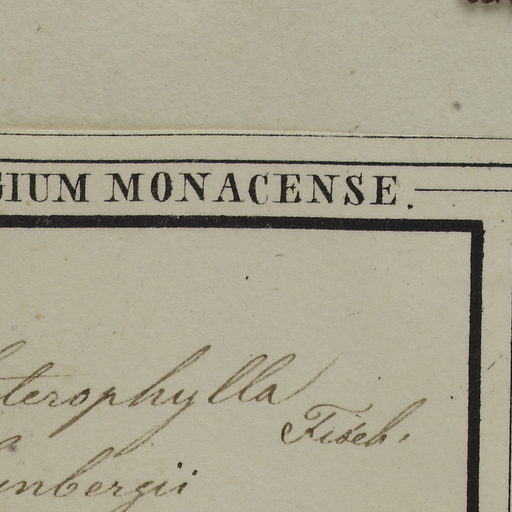 GIUM MONACENSE.
terophylla
Fisch.
nbergii